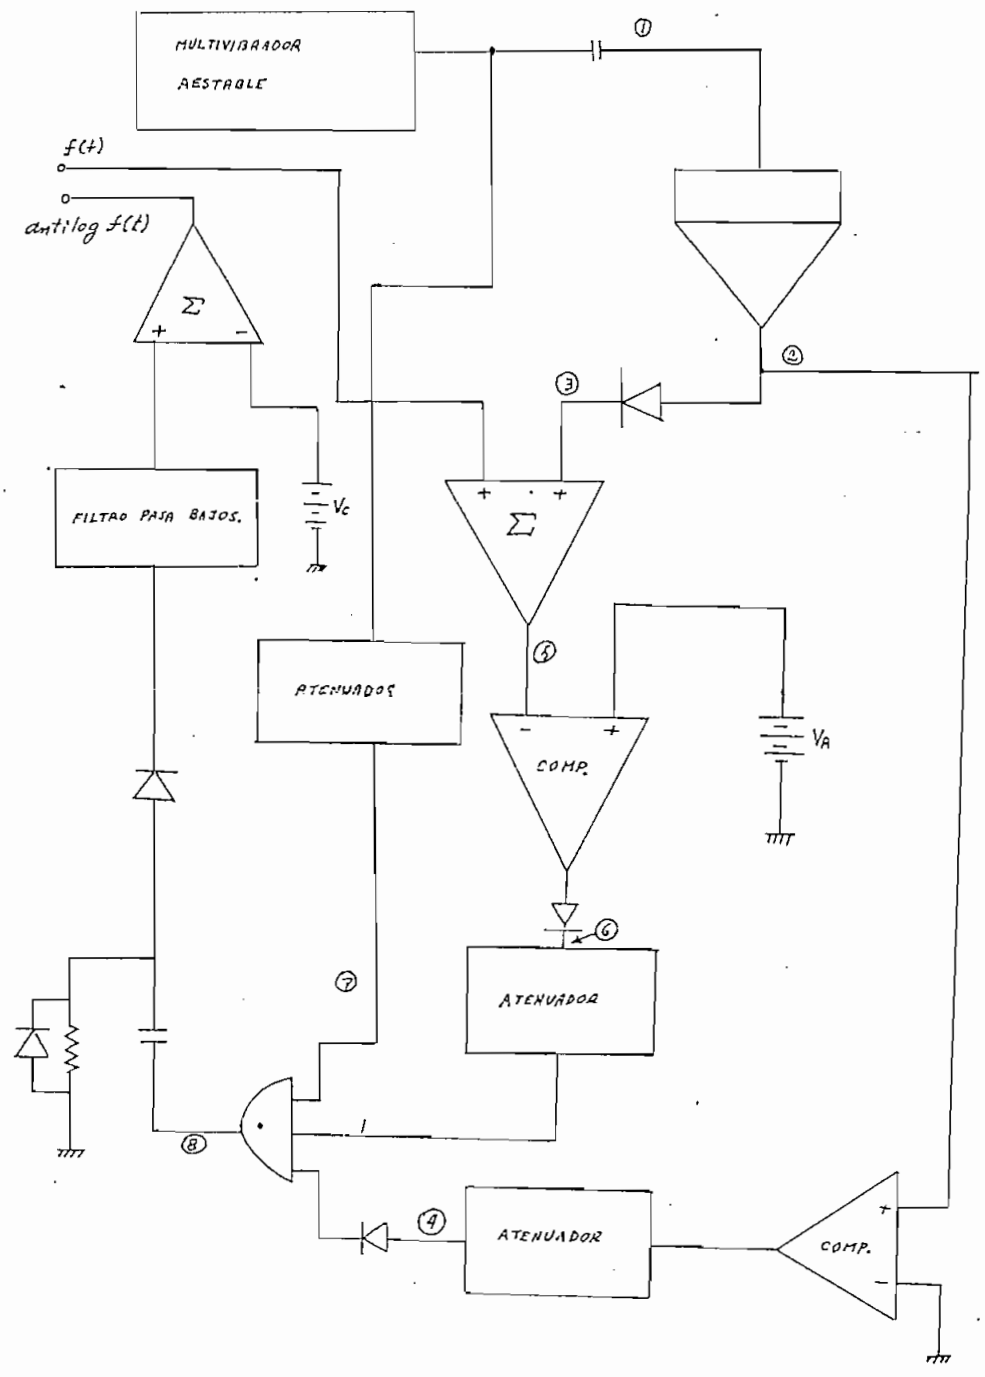 MULTIVIBRADOR
AESTABLE
①
f(t)
antilog f(t)
Σ
+ −
②
③
+ +
Σ
Vc
FILTRO PASA BAJOS.
⑤
ATENUADOR
− +
COMP.
VA
⑥
ATENUADOR
⑦
1
⑧
④
ATENUADOR
+
COMP.
−